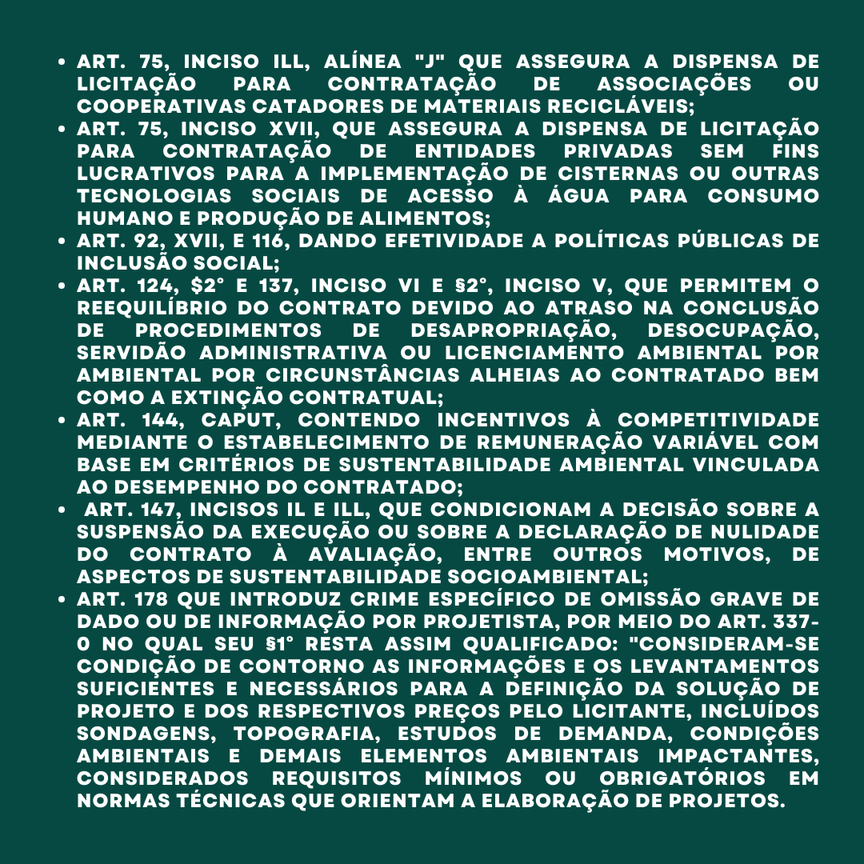 • ART. 75, INCISO ILL, ALÍNEA "J" QUE ASSEGURA A DISPENSA DE
LICITAÇÃO PARA CONTRATAÇÃO DE ASSOCIAÇÕES OU
COOPERATIVAS CATADORES DE MATERIAIS RECICLÁVEIS;
• ART. 75, INCISO XVII, QUE ASSEGURA A DISPENSA DE LICITAÇÃO
PARA CONTRATAÇÃO DE ENTIDADES PRIVADAS SEM FINS
LUCRATIVOS PARA A IMPLEMENTAÇÃO DE CISTERNAS OU OUTRAS
TECNOLOGIAS SOCIAIS DE ACESSO À ÁGUA PARA CONSUMO
HUMANO E PRODUÇÃO DE ALIMENTOS;
• ART. 92, XVII, E 116, DANDO EFETIVIDADE A POLÍTICAS PÚBLICAS DE
INCLUSÃO SOCIAL;
• ART. 124, $2° E 137, INCISO VI E §2°, INCISO V, QUE PERMITEM O
REEQUILÍBRIO DO CONTRATO DEVIDO AO ATRASO NA CONCLUSÃO
DE PROCEDIMENTOS DE DESAPROPRIAÇÃO, DESOCUPAÇÃO,
SERVIDÃO ADMINISTRATIVA OU LICENCIAMENTO AMBIENTAL POR
AMBIENTAL POR CIRCUNSTÂNCIAS ALHEIAS AO CONTRATADO BEM
COMO A EXTINÇÃO CONTRATUAL;
• ART. 144, CAPUT, CONTENDO INCENTIVOS À COMPETITIVIDADE
MEDIANTE O ESTABELECIMENTO DE REMUNERAÇÃO VARIÁVEL COM
BASE EM CRITÉRIOS DE SUSTENTABILIDADE AMBIENTAL VINCULADA
AO DESEMPENHO DO CONTRATADO;
• ART. 147, INCISOS IL E ILL, QUE CONDICIONAM A DECISÃO SOBRE A
SUSPENSÃO DA EXECUÇÃO OU SOBRE A DECLARAÇÃO DE NULIDADE
DO CONTRATO À AVALIAÇÃO, ENTRE OUTROS MOTIVOS, DE
ASPECTOS DE SUSTENTABILIDADE SOCIOAMBIENTAL;
• ART. 178 QUE INTRODUZ CRIME ESPECÍFICO DE OMISSÃO GRAVE DE
DADO OU DE INFORMAÇÃO POR PROJETISTA, POR MEIO DO ART. 337-
0 NO QUAL SEU §1° RESTA ASSIM QUALIFICADO: "CONSIDERAM-SE
CONDIÇÃO DE CONTORNO AS INFORMAÇÕES E OS LEVANTAMENTOS
SUFICIENTES E NECESSÁRIOS PARA A DEFINIÇÃO DA SOLUÇÃO DE
PROJETO E DOS RESPECTIVOS PREÇOS PELO LICITANTE, INCLUÍDOS
SONDAGENS, TOPOGRAFIA, ESTUDOS DE DEMANDA, CONDIÇÕES
AMBIENTAIS E DEMAIS ELEMENTOS AMBIENTAIS IMPACTANTES,
CONSIDERADOS REQUISITOS MÍNIMOS OU OBRIGATÓRIOS EM
NORMAS TÉCNICAS QUE ORIENTAM A ELABORAÇÃO DE PROJETOS.